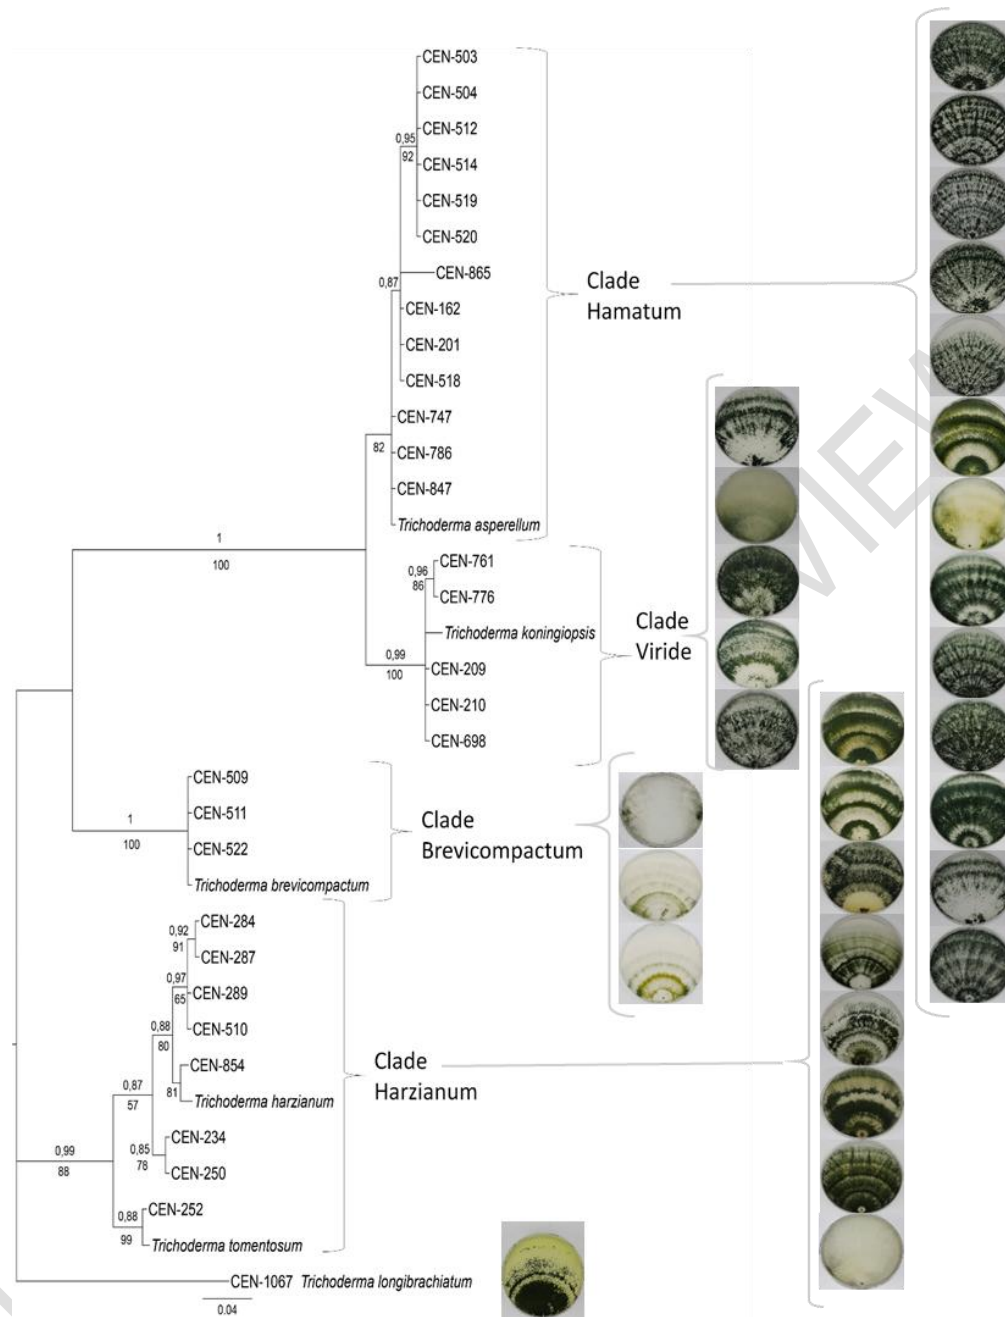 CEN-503
CEN-504
0,95
CEN-512
92
CEN-514
CEN-519
CEN-520
CEN-865
0,87
Clade
Hamatum
CEN-162
CEN-201
CEN-518
CEN-747
82
CEN-786
CEN-847
Trichoderma asperellum
1
100
CEN-761
0,96
86
CEN-776
Trichoderma koningiopsis
Clade
Viride
0,99
100
CEN-209
CEN-210
CEN-698
CEN-509
CEN-511
1
100
Clade
Brevicompactum
CEN-522
Trichoderma brevicompactum
CEN-284
0,92
91
CEN-287
0,97
65
CEN-289
CEN-510
0,88
80
CEN-854
81
Trichoderma harzianum
Clade
Harzianum
0,87
57
CEN-234
0,85
78
CEN-250
0,99
88
CEN-252
0,88
99
Trichoderma tomentosum
CEN-1067 Trichoderma longibrachiatum
0.04
VIEW